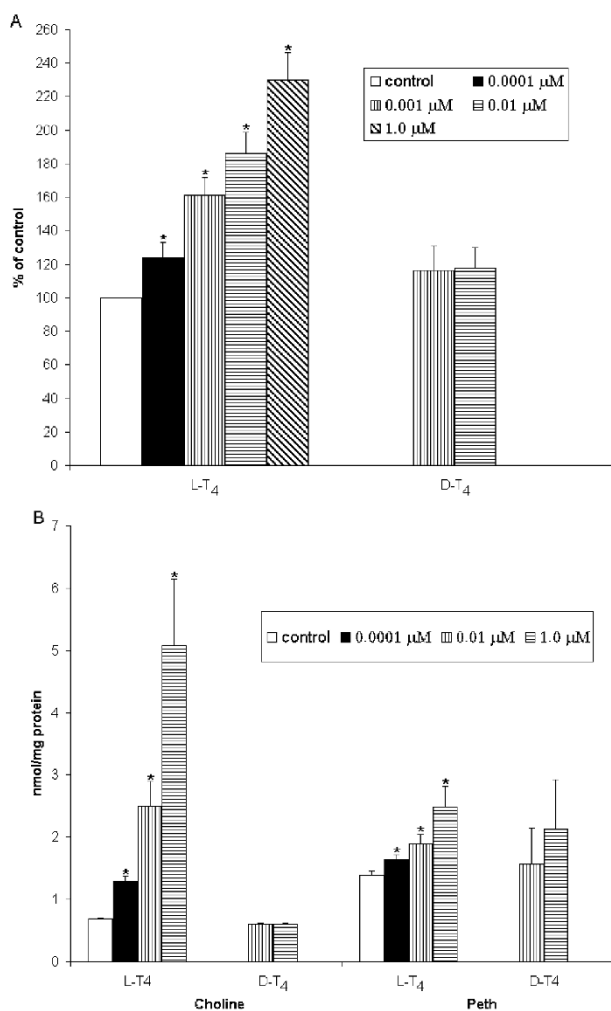 A
260
240
220
200
180
160
140
120
100
80
60
40
20
0
% of control
* * * *
control 0.0001 µM
0.001 µM 0.01 µM
1.0 µM
L-T4 D-T4
B
7
6
5
4
3
2
1
0
nmol/mg protein
* * * * * *
control 0.0001 µM 0.01 µM 1.0 µM
L-T4 D-T4 L-T4 D-T4
Choline Peth